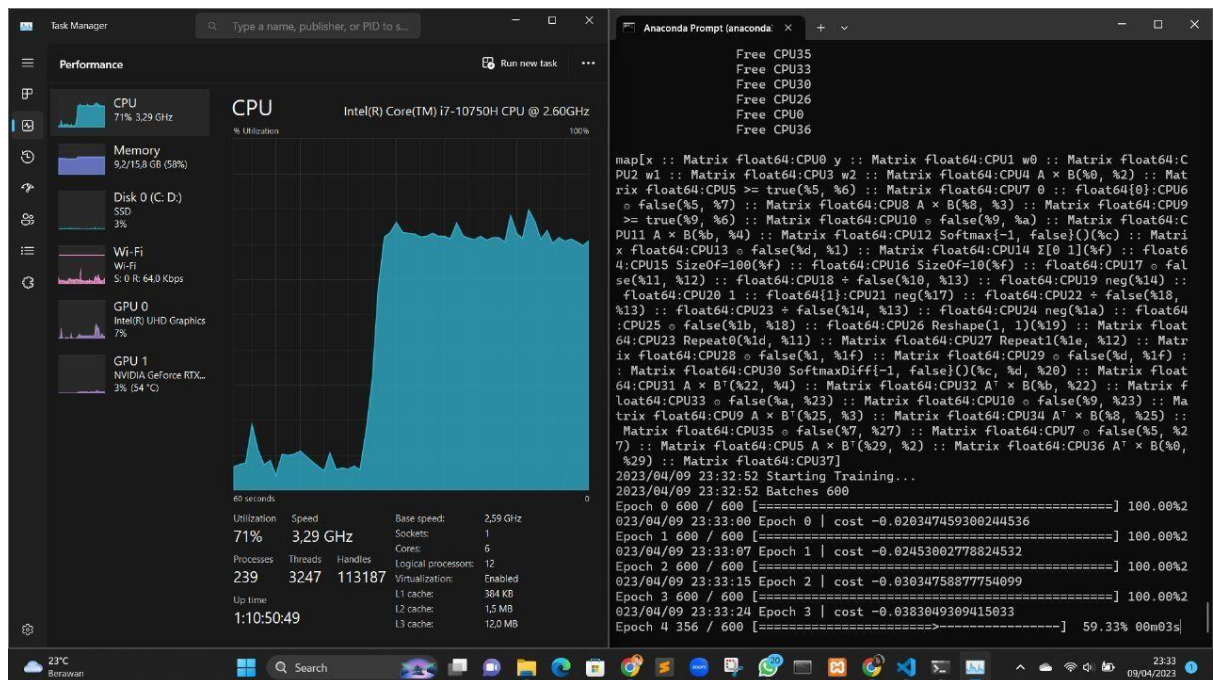 Task Manager
Type a name, publisher, or PID to s...
Performance
Run new task
CPU
71% 3,29 GHz
Memory
9,2/15,8 GB (58%)
Disk 0 (C: D:)
SSD
3%
Wi-Fi
Wi-Fi
S: 0 R: 64,0 Kbps
GPU 0
Intel(R) UHD Graphics
7%
GPU 1
NVIDIA GeForce RTX...
3% (54 °C)
CPU
Intel(R) Core(TM) i7-10750H CPU @ 2.60GHz
% Utilization
100%
60 seconds
0
Utilization Speed
71% 3,29 GHz
Processes Threads Handles
239 3247 113187
Up time
1:10:50:49
Base speed: 2,59 GHz
Sockets: 1
Cores: 6
Logical processors: 12
Virtualization: Enabled
L1 cache: 384 KB
L2 cache: 1,5 MB
L3 cache: 12,0 MB
Anaconda Prompt (anaconda:
Free CPU35
Free CPU33
Free CPU30
Free CPU26
Free CPU0
Free CPU36
map[x :: Matrix float64:CPU0 y :: Matrix float64:CPU1 w0 :: Matrix float64:C
PU2 w1 :: Matrix float64:CPU3 w2 :: Matrix float64:CPU4 A × B(%0, %2) :: Mat
rix float64:CPU5 >= true(%5, %6) :: Matrix float64:CPU7 0 :: float64{0}:CPU6
⊙ false(%5, %7) :: Matrix float64:CPU8 A × B(%8, %3) :: Matrix float64:CPU9
>= true(%9, %6) :: Matrix float64:CPU10 ⊙ false(%9, %a) :: Matrix float64:C
PU11 A × B(%b, %4) :: Matrix float64:CPU12 Softmax{-1, false}()(%c) :: Matri
x float64:CPU13 ⊙ false(%d, %1) :: Matrix float64:CPU14 Σ[0 1](%f) :: float6
4:CPU15 SizeOf=100(%f) :: float64:CPU16 SizeOf=10(%f) :: float64:CPU17 ⊙ fal
se(%11, %12) :: float64:CPU18 ÷ false(%10, %13) :: float64:CPU19 neg(%14) ::
float64:CPU20 1 :: float64{1}:CPU21 neg(%17) :: float64:CPU22 ÷ false(%18,
%13) :: float64:CPU23 ÷ false(%14, %13) :: float64:CPU24 neg(%1a) :: float64
:CPU25 ⊙ false(%1b, %18) :: float64:CPU26 Reshape(1, 1)(%19) :: Matrix float
64:CPU23 Repeat0(%1d, %11) :: Matrix float64:CPU27 Repeat1(%1e, %12) :: Matr
ix float64:CPU28 ⊙ false(%1, %1f) :: Matrix float64:CPU29 ⊙ false(%d, %1f) :
: Matrix float64:CPU30 SoftmaxDiff{-1, false}()(%c, %d, %20) :: Matrix float
64:CPU31 A × Bᵀ(%22, %4) :: Matrix float64:CPU32 Aᵀ × B(%b, %22) :: Matrix f
loat64:CPU33 ⊙ false(%a, %23) :: Matrix float64:CPU10 ⊙ false(%9, %23) :: Ma
trix float64:CPU9 A × Bᵀ(%25, %3) :: Matrix float64:CPU34 Aᵀ × B(%8, %25) ::
Matrix float64:CPU35 ⊙ false(%7, %27) :: Matrix float64:CPU7 ⊙ false(%5, %2
7) :: Matrix float64:CPU5 A × Bᵀ(%29, %2) :: Matrix float64:CPU36 Aᵀ × B(%0,
%29) :: Matrix float64:CPU37]
2023/04/09 23:32:52 Starting Training...
2023/04/09 23:32:52 Batches 600
Epoch 0 600 / 600 [==============================================] 100.00%2
023/04/09 23:33:00 Epoch 0 | cost -0.020347459300244536
Epoch 1 600 / 600 [==============================================] 100.00%2
023/04/09 23:33:07 Epoch 1 | cost -0.02453002778824532
Epoch 2 600 / 600 [==============================================] 100.00%2
023/04/09 23:33:15 Epoch 2 | cost -0.03034758877754099
Epoch 3 600 / 600 [==============================================] 100.00%2
023/04/09 23:33:24 Epoch 3 | cost -0.0383049309415033
Epoch 4 356 / 600 [=======================>----------------] 59.33% 00m03s
23°C
Berawan
Search
20
zoom
23:33
09/04/2023
1